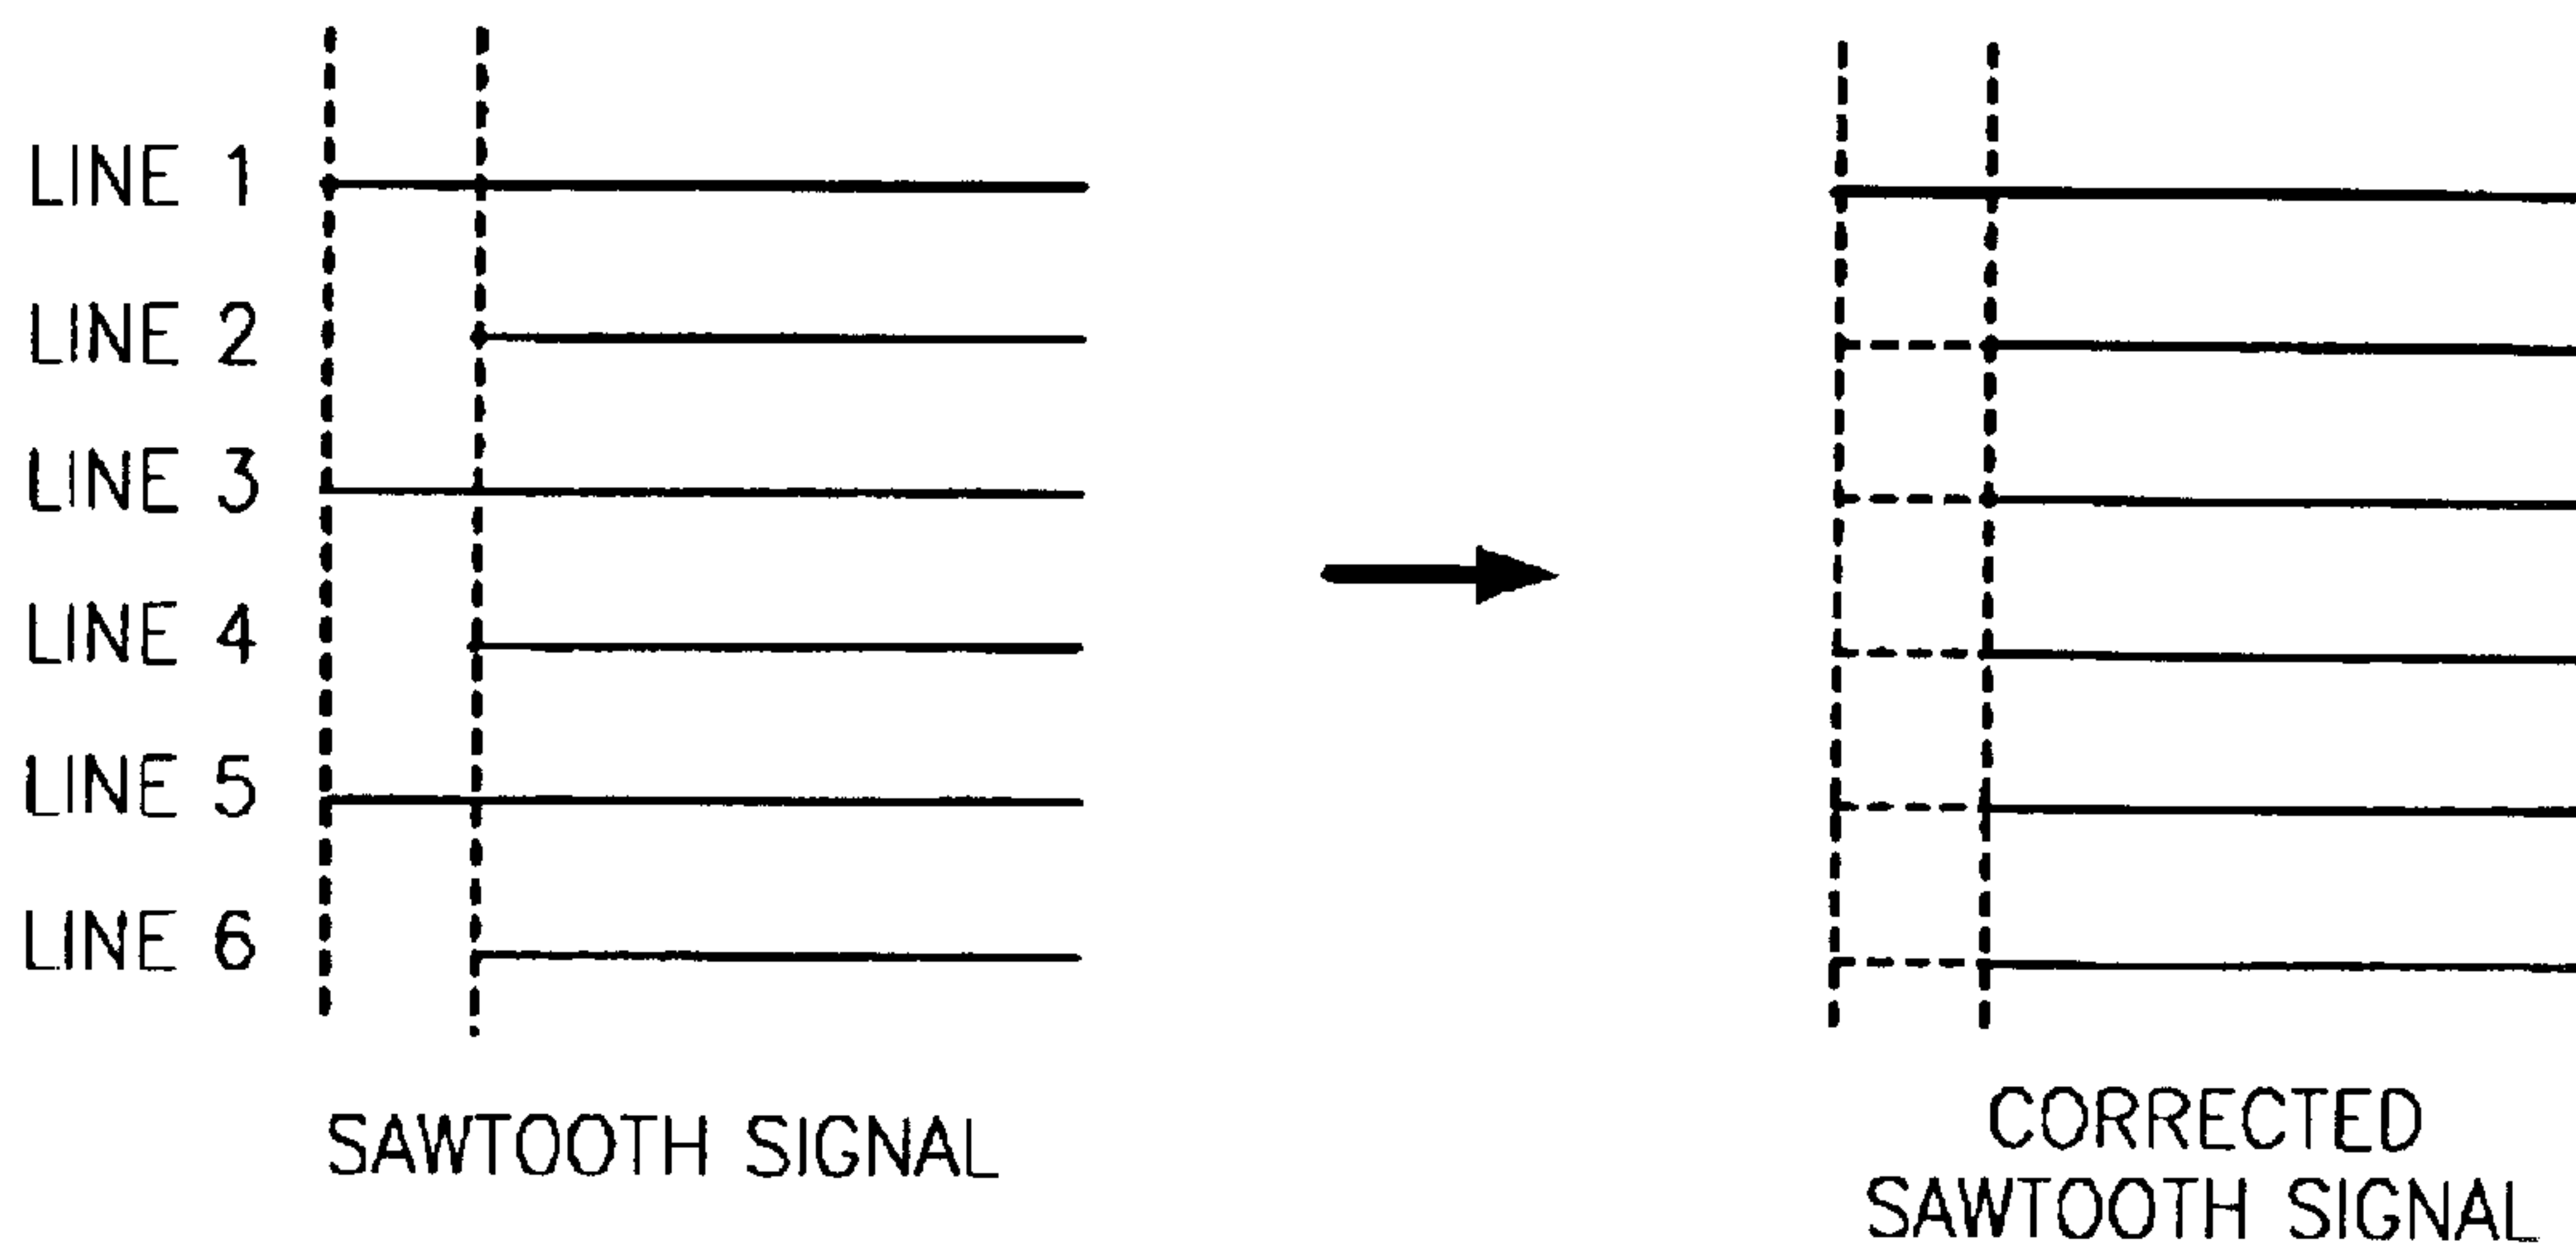 LINE 1
LINE 2
LINE 3
LINE 4
LINE 5
LINE 6
SAWTOOTH SIGNAL
CORRECTED
SAWTOOTH SIGNAL